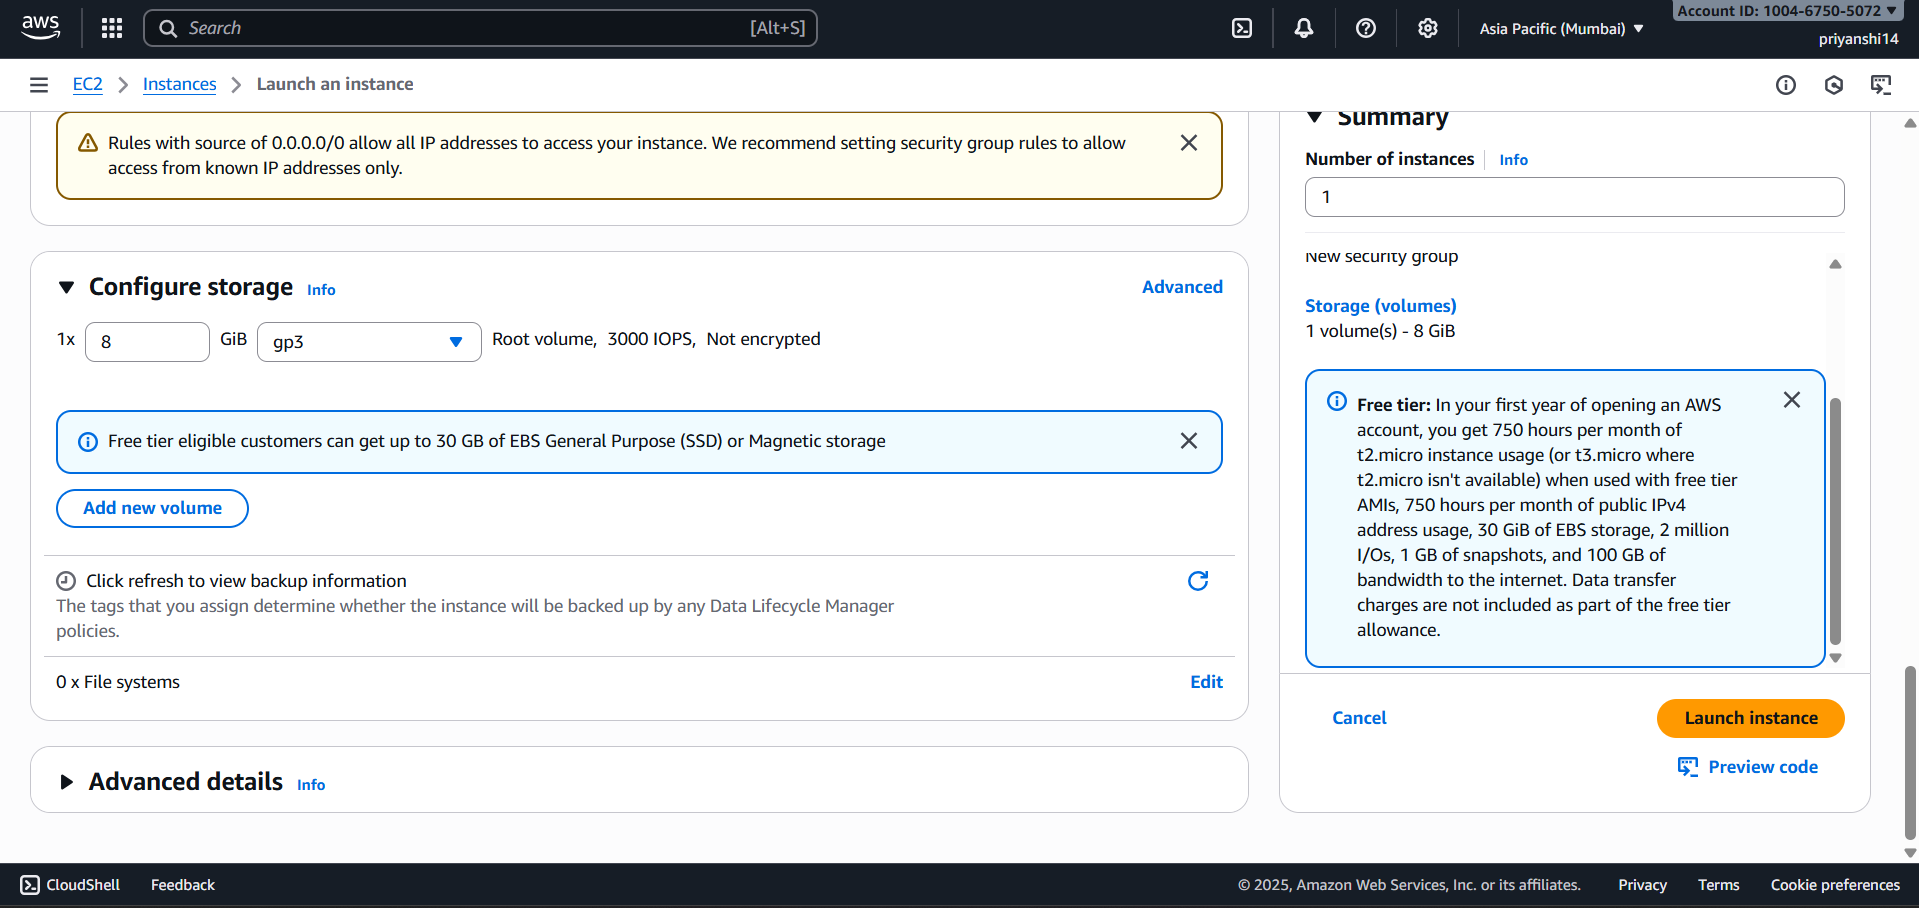 aws
Search
[Alt+S]
Asia Pacific (Mumbai)
Account ID: 1004-6750-5072
priyanshi14
EC2
Instances
Launch an instance
Rules with source of 0.0.0.0/0 allow all IP addresses to access your instance. We recommend setting security group rules to allow
access from known IP addresses only.
Configure storage Info
Advanced
1x 8 GiB gp3 Root volume, 3000 IOPS, Not encrypted
Free tier eligible customers can get up to 30 GB of EBS General Purpose (SSD) or Magnetic storage
Add new volume
Click refresh to view backup information
The tags that you assign determine whether the instance will be backed up by any Data Lifecycle Manager
policies.
0 x File systems
Edit
Advanced details Info
Summary
Number of instances Info
1
New security group
Storage (volumes)
1 volume(s) - 8 GiB
Free tier: In your first year of opening an AWS
account, you get 750 hours per month of
t2.micro instance usage (or t3.micro where
t2.micro isn't available) when used with free tier
AMIs, 750 hours per month of public IPv4
address usage, 30 GiB of EBS storage, 2 million
I/Os, 1 GB of snapshots, and 100 GB of
bandwidth to the internet. Data transfer
charges are not included as part of the free tier
allowance.
Cancel
Launch instance
Preview code
CloudShell
Feedback
© 2025, Amazon Web Services, Inc. or its affiliates.
Privacy
Terms
Cookie preferences